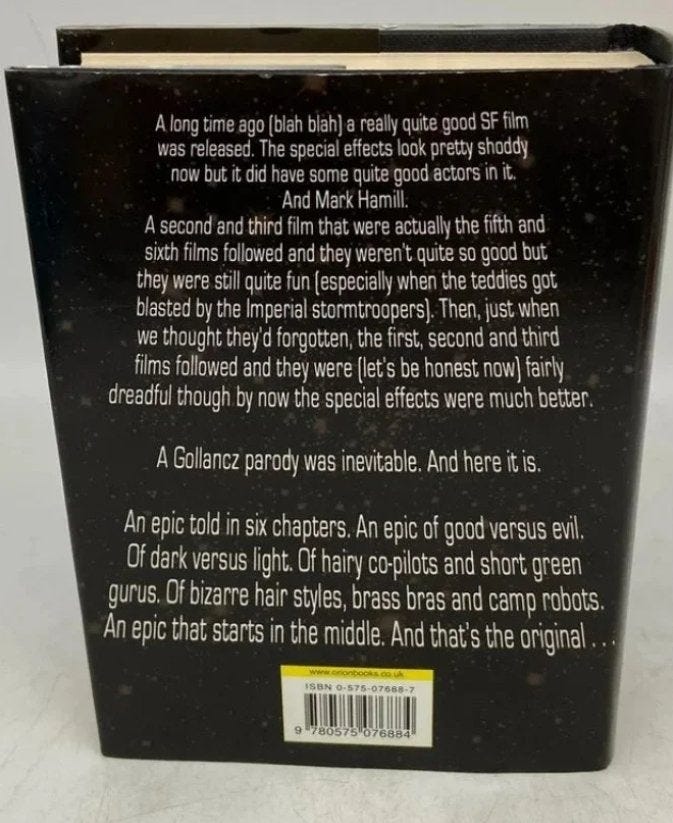 A long time ago (blah blah) a really quite good SF film
was released. The special effects look pretty shoddy
now but it did have some quite good actors in it.
And Mark Hamill.
A second and third film that were actually the fifth and
sixth films followed and they weren't quite so good but
they were still quite fun (especially when the teddies got
blasted by the Imperial stormtroopers). Then, just when
we thought they'd forgotten, the first, second and third
films followed and they were (let's be honest now) fairly
dreadful though by now the special effects were much better.
A Gollancz parody was inevitable. And here it is.
An epic told in six chapters. An epic of good versus evil.
Of dark versus light. Of hairy co-pilots and short green
gurus. Of bizarre hair styles, brass bras and camp robots.
An epic that starts in the middle. And that's the original . . .
www.orionbooks.co.uk
ISBN 0-575-07688-7
9 780575 076884